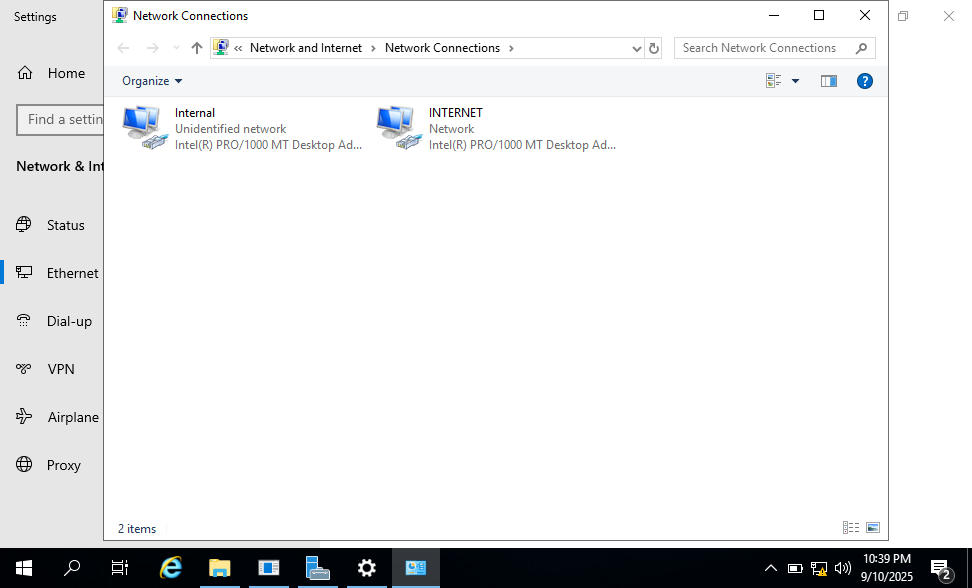 Settings
Network Connections
« Network and Internet > Network Connections >
Search Network Connections
Home
Organize
Find a settin
Internal
Unidentified network
Intel(R) PRO/1000 MT Desktop Ad...
INTERNET
Network
Intel(R) PRO/1000 MT Desktop Ad...
Network & Int
Status
Ethernet
Dial-up
VPN
Airplane
Proxy
2 items
10:39 PM
9/10/2025
2